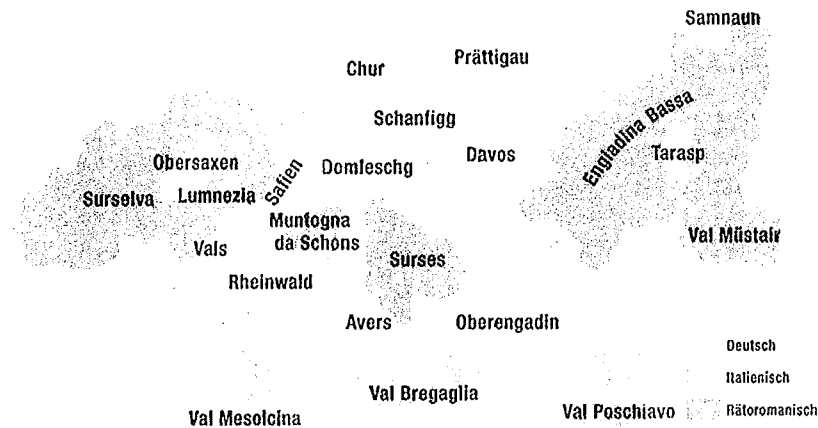 Samnaun
Prättigau
Chur
Schanfigg
Engiadina Bassa
Obersaxen
Safien
Domleschg
Davos
Tarasp
Surselva
Lumnezia
Muntogna
da Schons
Vals
Surses
Val Müstair
Rheinwald
Avers
Oberengadin
Deutsch
Italienisch
Val Bregaglia
Val Mesolcina
Val Poschiavo
Rätoromanisch